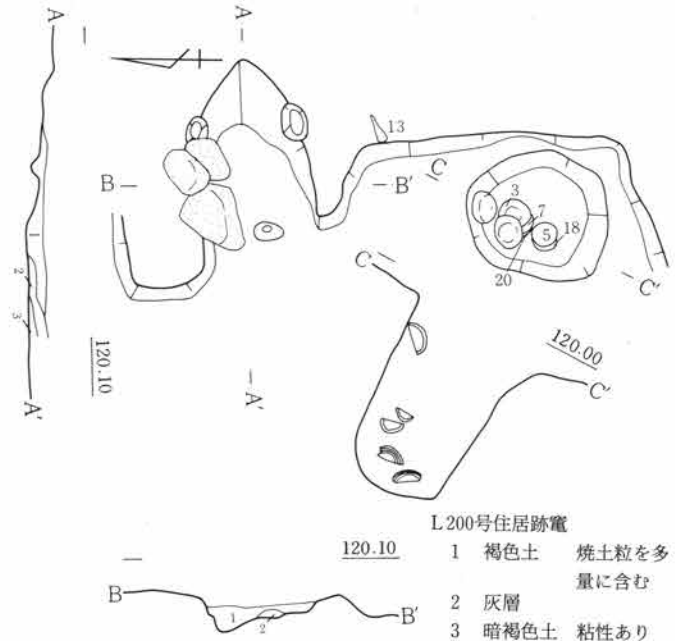 A
A
13
C
B
B'
3
7
5
18
20
C'
C
1
2
3
120.10
120.00
A'
A'
C'
L200号住居跡竈
120.10
1 褐色土 焼土粒を多
量に含む
B
B'
1
2
2 灰層
3 暗褐色土 粘性あり